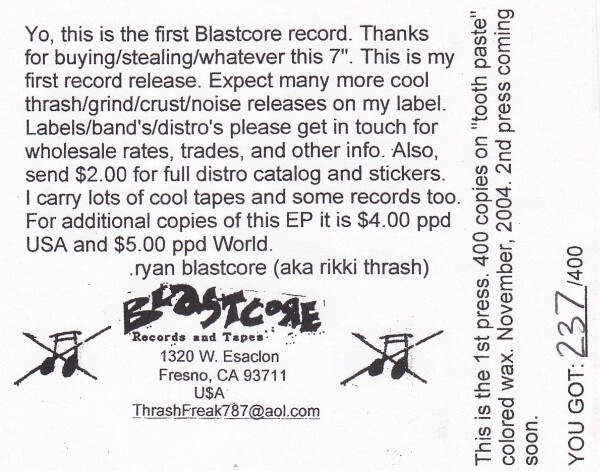 Yo, this is the first Blastcore record. Thanks
for buying/stealing/whatever this 7". This is my
first record release. Expect many more cool
thrash/grind/crust/noise releases on my label.
Labels/band's/distro's please get in touch for
wholesale rates, trades, and other info. Also,
send $2.00 for full distro catalog and stickers.
I carry lots of cool tapes and some records too.
For additional copies of this EP it is $4.00 ppd
USA and $5.00 ppd World.
.ryan blastcore (aka rikki thrash)
BLastcoRE
Records and Tapes
1320 W. Esaclon
Fresno, CA 93711
U$A
ThrashFreak787@aol.com
This is the 1st press. 400 copies on "tooth paste"
colored wax. November, 2004. 2nd press coming
soon.
YOU GOT: 237/400